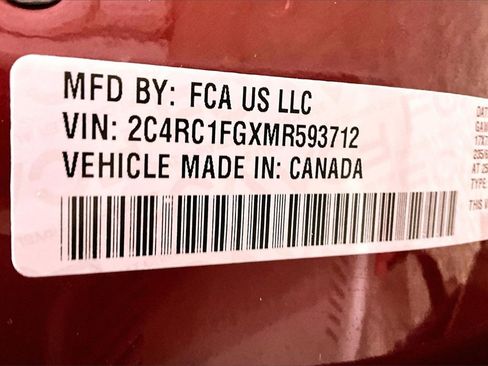 MFD BY: FCA US LLC
VIN: 2C4RC1FGXMR593712
VEHICLE MADE IN: CANADA